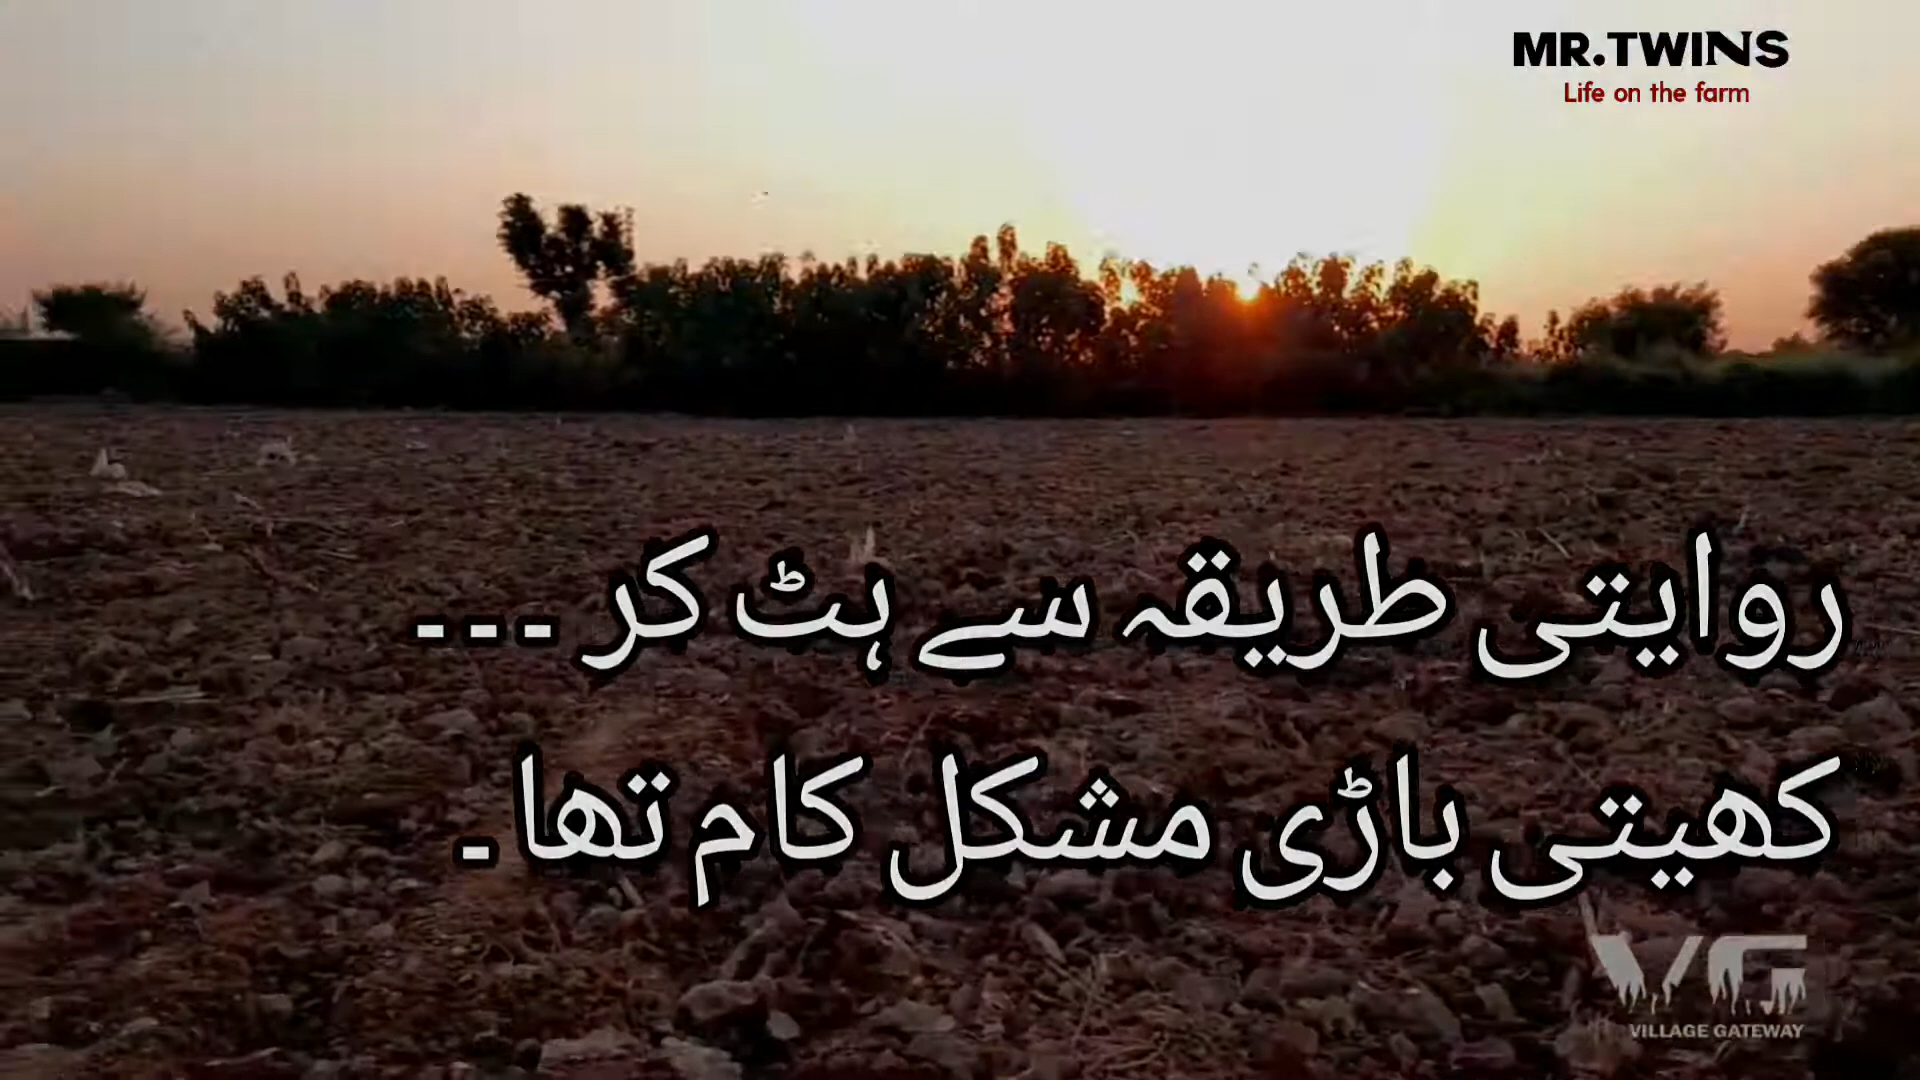 MR.TWINS
Life on the farm
روایتی طریقہ سے ہٹ کر ۔۔۔
کھیتی باڑی مشکل کام تھا ۔
VG
VILLAGE GATEWAY